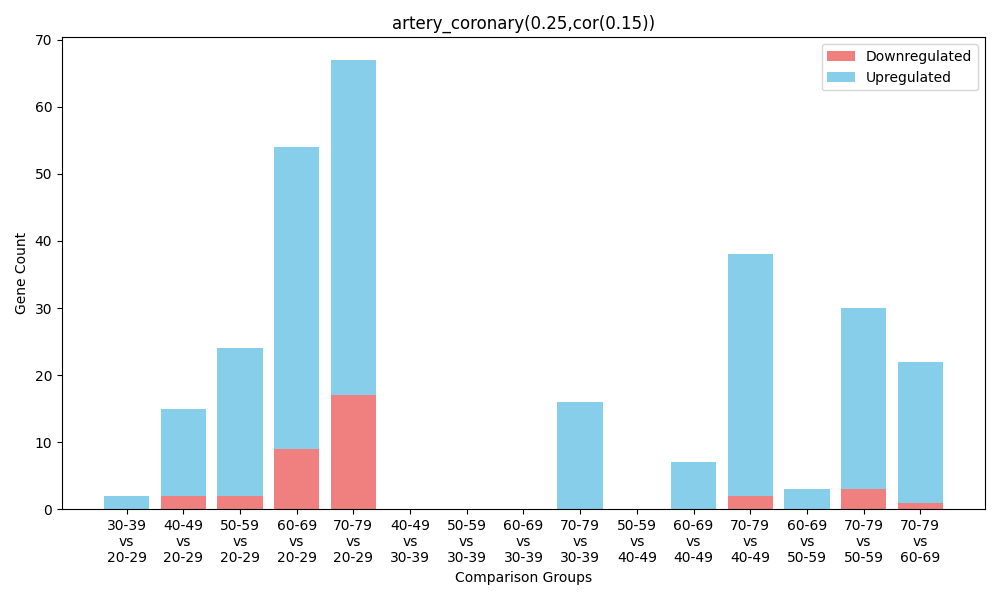 artery_coronary(0.25,cor(0.15))
Downregulated
Upregulated
Gene Count
70
60
50
40
30
20
10
0
30-39
vs
20-29
40-49
vs
20-29
50-59
vs
20-29
60-69
vs
20-29
70-79
vs
20-29
40-49
vs
30-39
50-59
vs
30-39
60-69
vs
30-39
70-79
vs
30-39
50-59
vs
40-49
60-69
vs
40-49
70-79
vs
40-49
60-69
vs
50-59
70-79
vs
50-59
70-79
vs
60-69
Comparison Groups